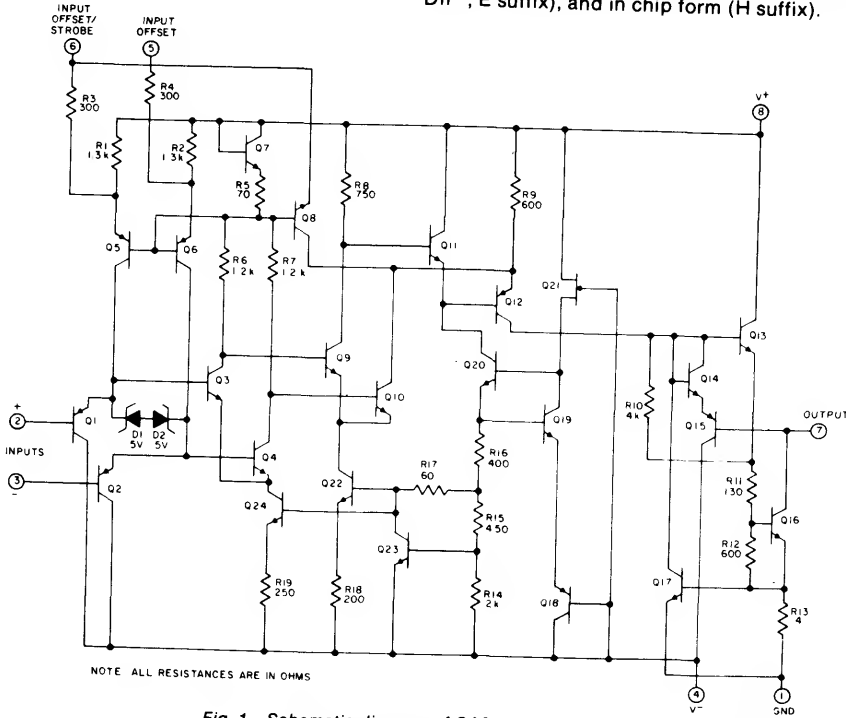 DIP , E suffix), and in chip form (H suffix).
INPUT
OFFSET/
STROBE
6
INPUT
OFFSET
5
R3
300
R4
300
V+
8
R1
1.3k
R2
1.3k
Q7
R5
70
R8
750
R9
600
Q8
Q5
Q6
R6
1.2k
R7
1.2k
Q11
Q12
Q21
Q13
Q3
Q9
Q20
Q14
Q10
Q19
R10
4k
Q15
OUTPUT
7
+
2
Q1
D1
5V
D2
5V
INPUTS
3
–
Q2
Q4
R16
400
R17
60
R11
130
Q22
Q24
R15
450
Q16
R12
600
Q23
Q17
R19
250
R18
200
R14
2k
Q18
R13
4
NOTE ALL RESISTANCES ARE IN OHMS
4
V–
1
GND